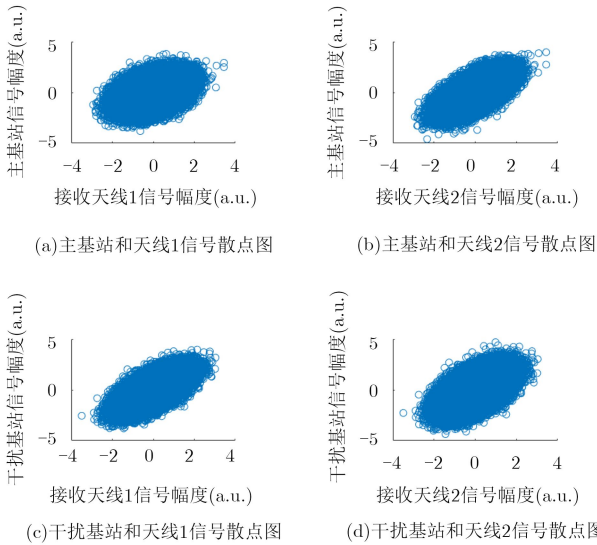 主基站信号幅度(a.u.)
5
0
−5
−4 −2 0 2 4
接收天线1信号幅度(a.u.)
(a)主基站和天线1信号散点图
主基站信号幅度(a.u.)
5
0
−5
−4 −2 0 2 4
接收天线2信号幅度(a.u.)
(b)主基站和天线2信号散点图
干扰基站信号幅度(a.u.)
5
0
−5
−4 −2 0 2 4
接收天线1信号幅度(a.u.)
(c)干扰基站和天线1信号散点图
干扰基站信号幅度(a.u.)
5
0
−5
−4 −2 0 2 4
接收天线2信号幅度(a.u.)
(d)干扰基站和天线2信号散点图